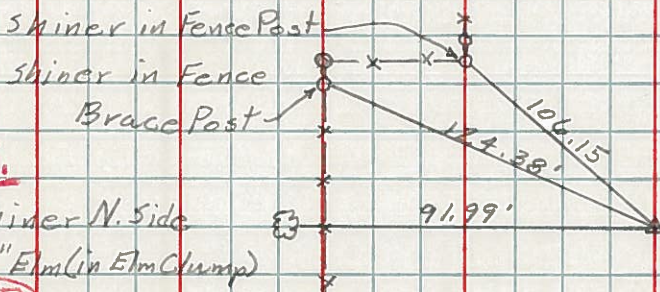 shiner in Fence Post
shiner in Fence
Brace Post
106.15
124.38'
91.99'
N. Side
"Elm (in Elm Clump)